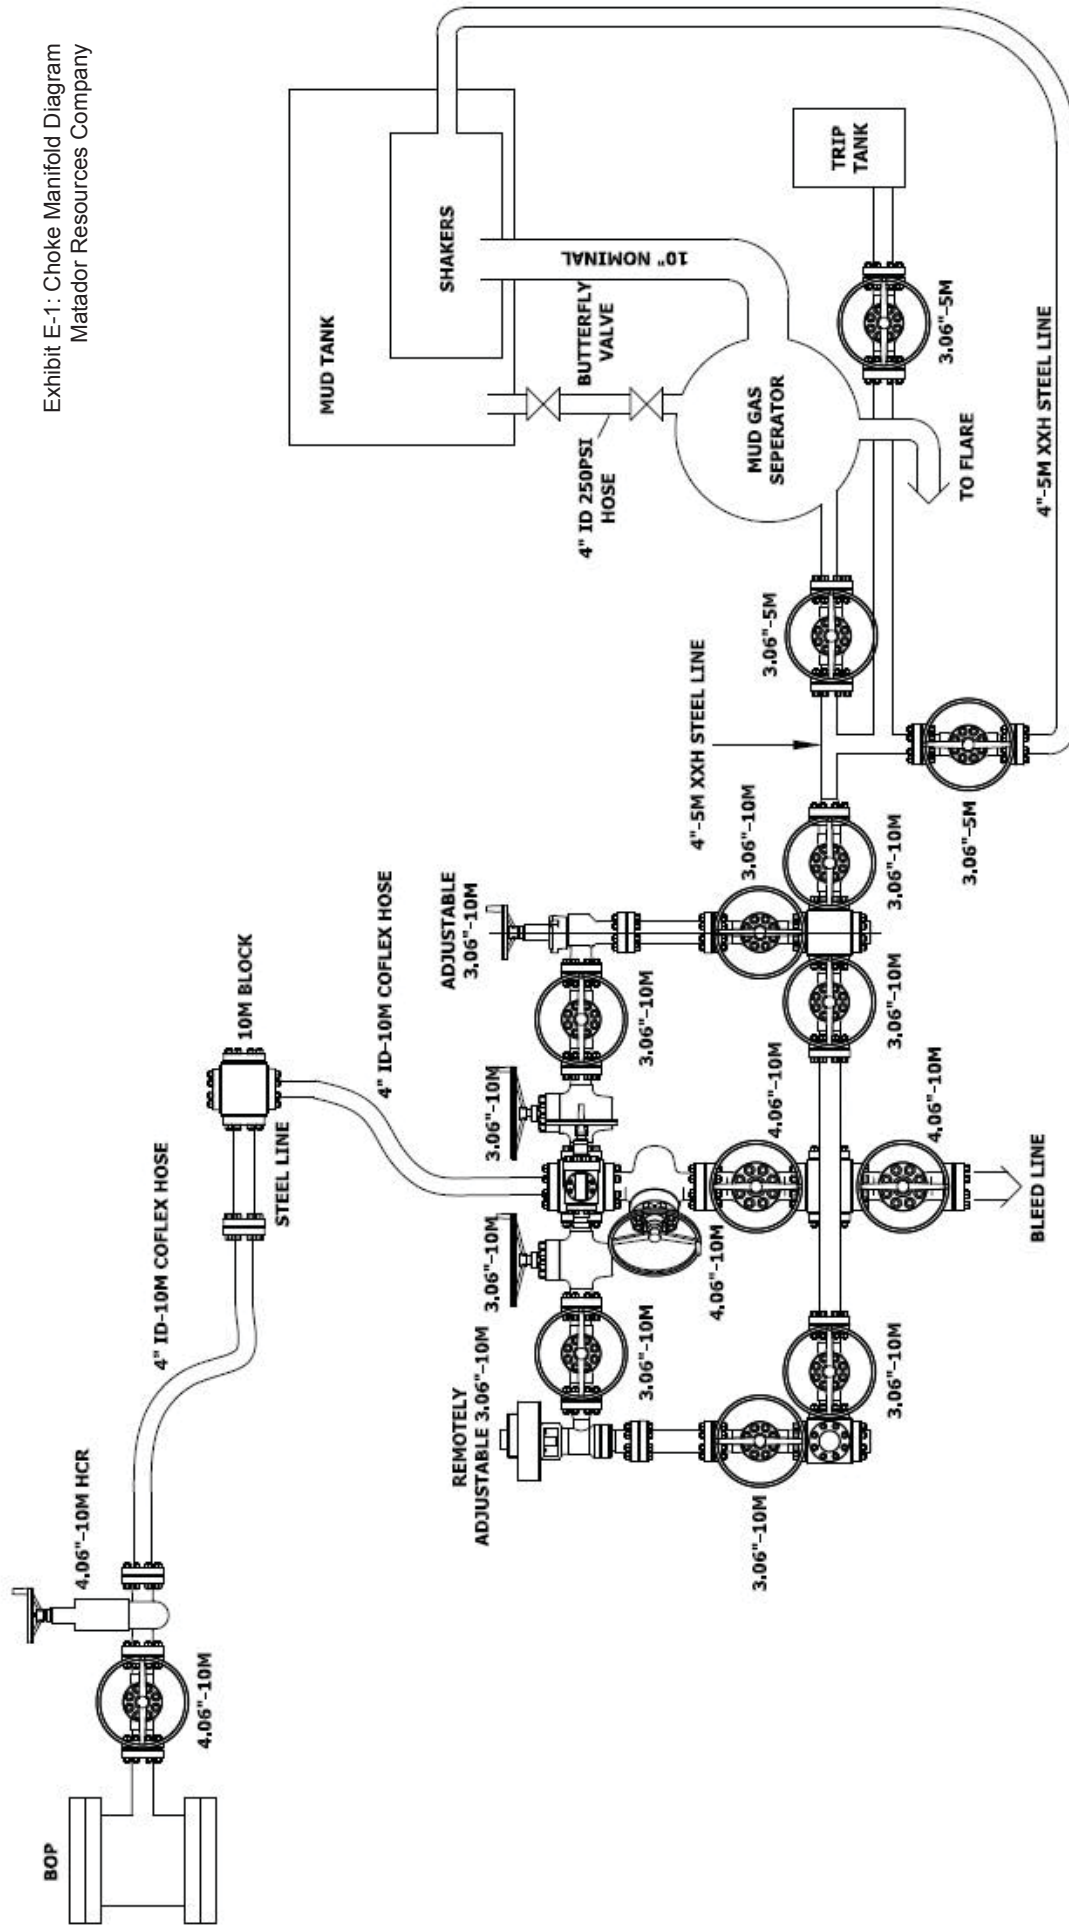 Exhibit E-1: Choke Manifold Diagram
Matador Resources Company
BOP
4.06"-10M
4.06"-10M HCR
4" ID-10M COFLEX HOSE
STEEL LINE
10M BLOCK
4" ID-10M COFLEX HOSE
REMOTELY
ADJUSTABLE 3.06"-10M
3.06"-10M
3.06"-10M
3.06"-10M
3.06"-10M
ADJUSTABLE
3.06"-10M
4.06"-10M
3.06"-10M
3.06"-10M
4.06"-10M
4.06"-10M
BLEED LINE
3.06"-10M
3.06"-10M
3.06"-10M
4"-5M XXH STEEL LINE
3.06"-5M
3.06"-5M
MUD TANK
SHAKERS
10" NOMINAL
BUTTERFLY
VALVE
4" ID 250PSI
HOSE
MUD GAS
SEPERATOR
TO FLARE
3.06"-5M
TRIP
TANK
4"-5M XXH STEEL LINE